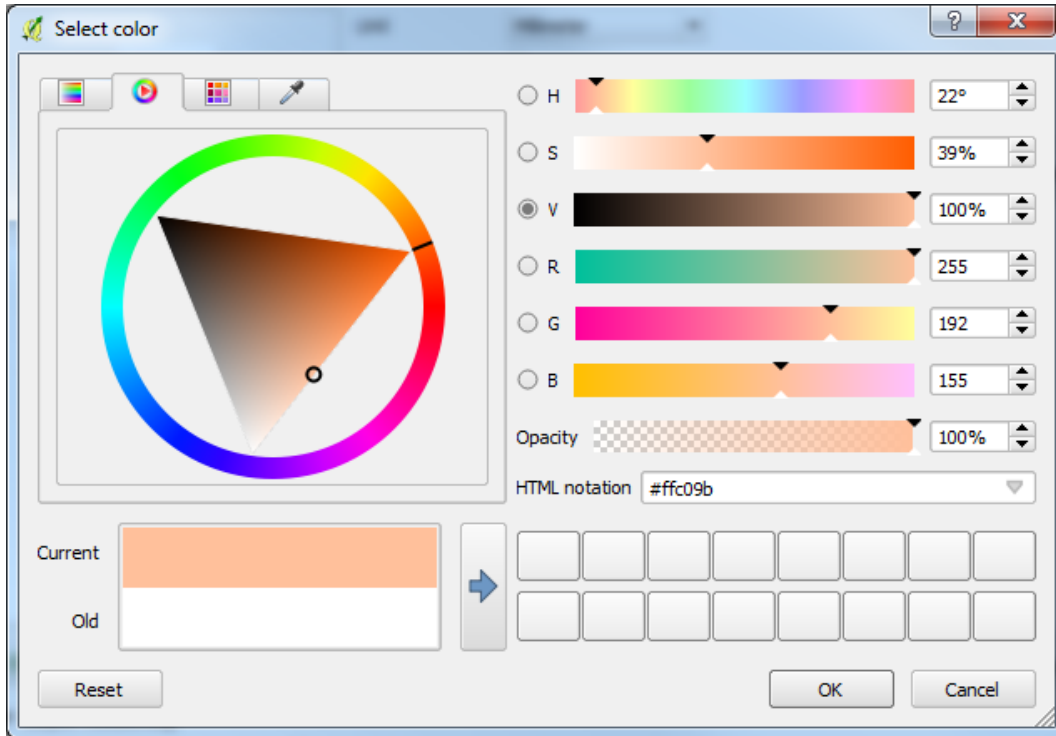 Select color
H 22°
S 39%
V 100%
R 255
G 192
B 155
Opacity 100%
HTML notation #ffc09b
Current
Old
Reset
OK Cancel